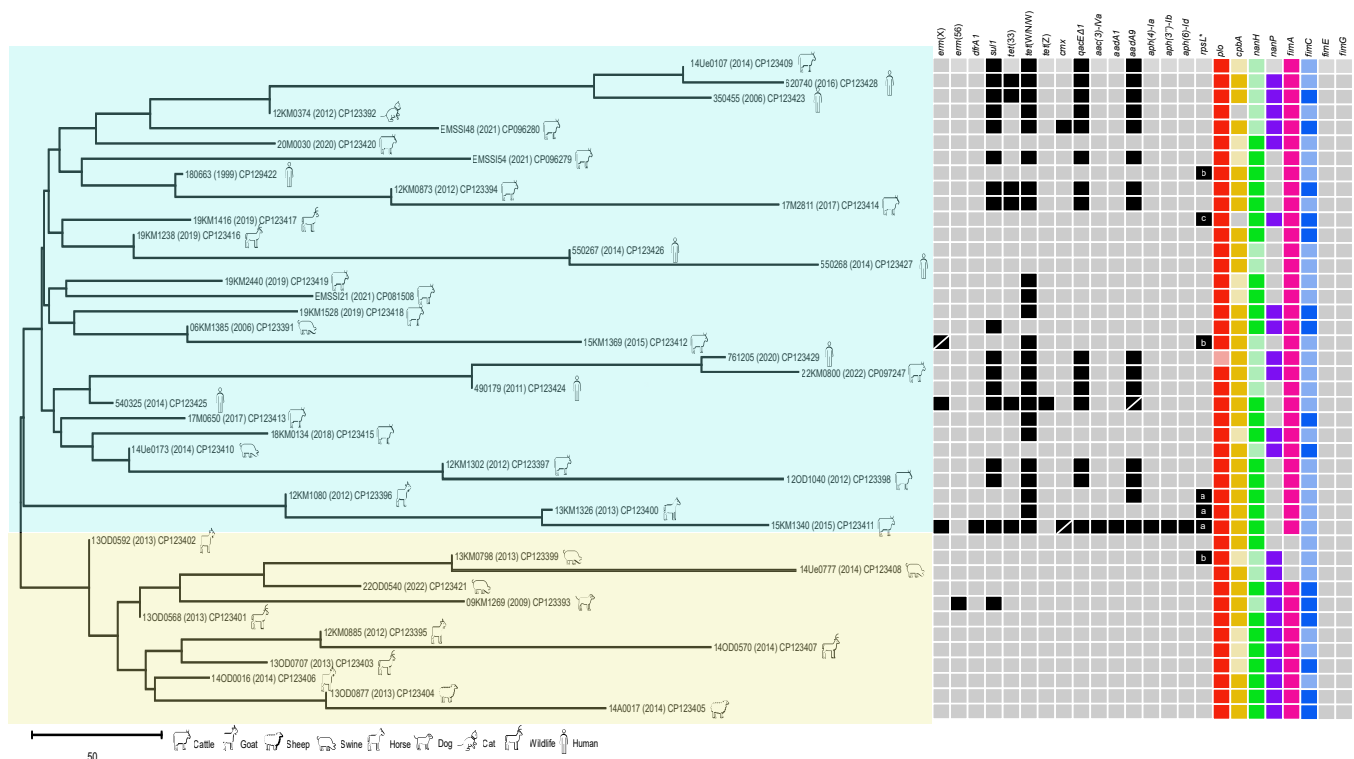 erm(X)
erm(56)
dfrA1
sul1
tet(33)
tet(W/N/W)
tet(Z)
cmx
qacEΔ1
aadA9
aac(3)-IVa
aadA1
aph(4)-Ia
aph(3'')-Ib
aph(6)-Id
rpsL*
plo
cpbA
nanH
nanP
fimA
fimC
fimE
fimG
14Ue0107 (2014) CP123409
620740 (2016) CP123428
350455 (2006) CP123423
12KM0374 (2012) CP123392
EMSSI48 (2021) CP096280
20M0030 (2020) CP123420
EMSSI54 (2021) CP096279
180663 (1999) CP129422
b
12KM0873 (2012) CP123394
17M2811 (2017) CP123414
19KM1416 (2019) CP123417
c
19KM1238 (2019) CP123416
550267 (2014) CP123426
550268 (2014) CP123427
19KM2440 (2019) CP123419
EMSSI21 (2021) CP081508
19KM1528 (2019) CP123418
06KM1385 (2006) CP123391
15KM1369 (2015) CP123412
b
761205 (2020) CP123429
22KM0800 (2022) CP097247
490179 (2011) CP123424
540325 (2014) CP123425
17M0650 (2017) CP123413
18KM0134 (2018) CP123415
14Ue0173 (2014) CP123410
12KM1302 (2012) CP123397
12OD1040 (2012) CP123398
12KM1080 (2012) CP123396
a
13KM1326 (2013) CP123400
a
15KM1340 (2015) CP123411
a
13OD0592 (2013) CP123402
13KM0798 (2013) CP123399
b
14Ue0777 (2014) CP123408
22OD0540 (2022) CP123421
09KM1269 (2009) CP123393
13OD0568 (2013) CP123401
12KM0885 (2012) CP123395
14OD0570 (2014) CP123407
13OD0707 (2013) CP123403
14OD0016 (2014) CP123406
13OD0877 (2013) CP123404
14A0017 (2014) CP123405
50
Cattle
Goat
Sheep
Swine
Horse
Dog
Cat
Wildlife
Human